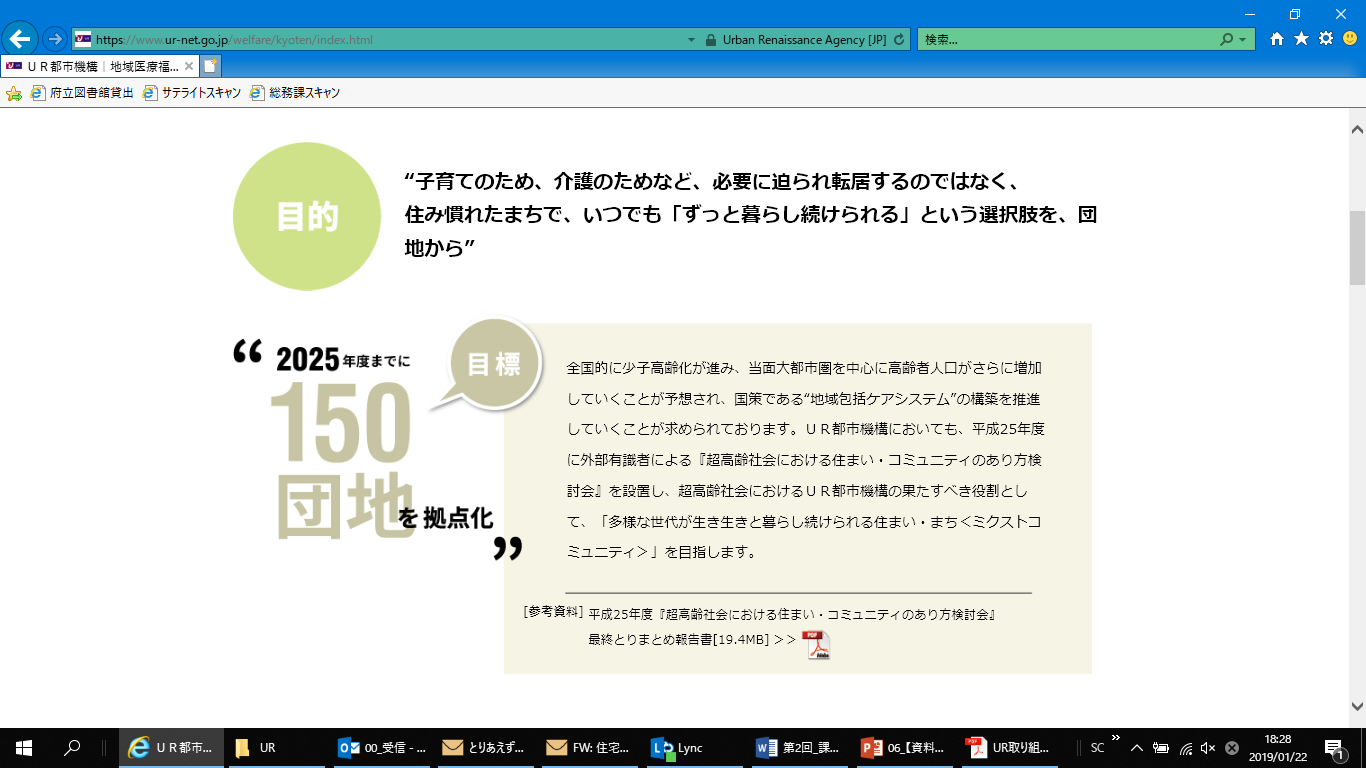 https://www.ur-net.go.jp/welfare/kyoten/index.html
Urban Renaissance Agency [JP]
検索...
ＵＲ都市機構｜地域医療福...
府立図書館貸出
サテライトスキャン
総務課スキャン
目的
“子育てのため、介護のためなど、必要に迫られ転居するのではなく、
住み慣れたまちで、いつでも「ずっと暮らし続けられる」という選択肢を、団
地から”
“ 2025年度までに
150
団地を拠点化 ”
目標
全国的に少子高齢化が進み、当面大都市圏を中心に高齢者人口がさらに増加
していくことが予想され、国策である“地域包括ケアシステム”の構築を推進
していくことが求められております。ＵＲ都市機構においても、平成25年度
に外部有識者による『超高齢社会における住まい・コミュニティのあり方検
討会』を設置し、超高齢社会におけるＵＲ都市機構の果たすべき役割とし
て、「多様な世代が生き生きと暮らし続けられる住まい・まち＜ミクストコ
ミュニティ＞」を目指します。
[参考資料] 平成25年度『超高齢社会における住まい・コミュニティのあり方検討会』
最終とりまとめ報告書[19.4MB] ＞＞
PDF
Adobe
ＵＲ都市...
UR
00_受信 - ...
とりあえず...
FW: 住宅...
Lync
第2回_課...
06_【資料...
UR取り組...
SC
18:28
2019/01/22
1